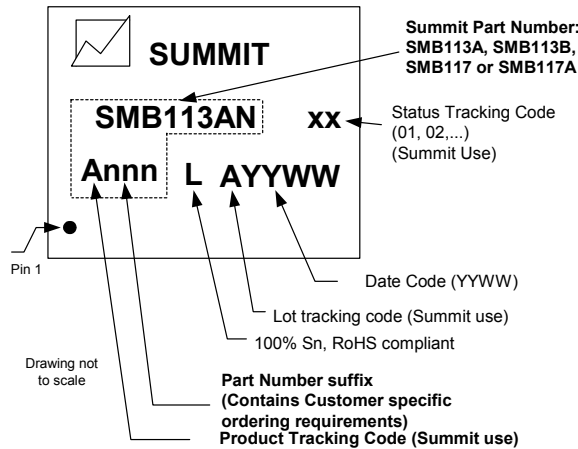 Summit Part Number:
SMB113A, SMB113B,
SMB117 or SMB117A
SUMMIT
SMB113AN
xx
Status Tracking Code
(01, 02,...)
(Summit Use)
Annn
L
AYYWW
Pin 1
Date Code (YYWW)
Lot tracking code (Summit use)
100% Sn, RoHS compliant
Drawing not
to scale
Part Number suffix
(Contains Customer specific
ordering requirements)
Product Tracking Code (Summit use)